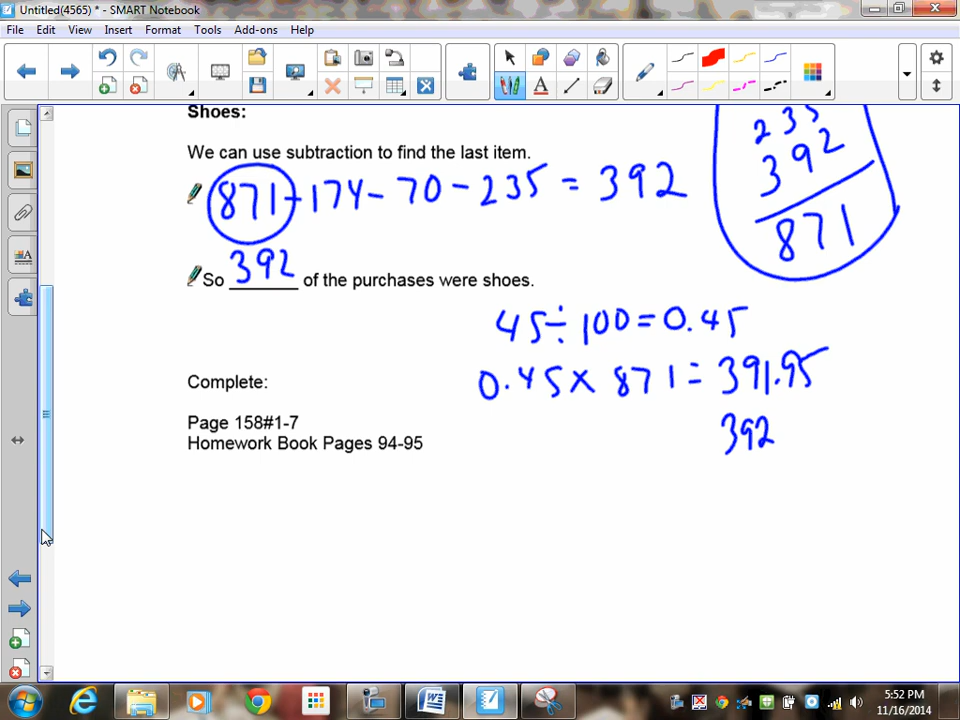 Untitled(4565) * - SMART Notebook
File Edit View Insert Format Tools Add-ons Help
Shoes:
We can use subtraction to find the last item.
235
392
871
871-174-70-235=392
So 392 of the purchases were shoes.
45÷100=0.45
0.45x871=391.95
392
Complete:
Page 158#1-7
Homework Book Pages 94-95
5:52 PM
11/16/2014